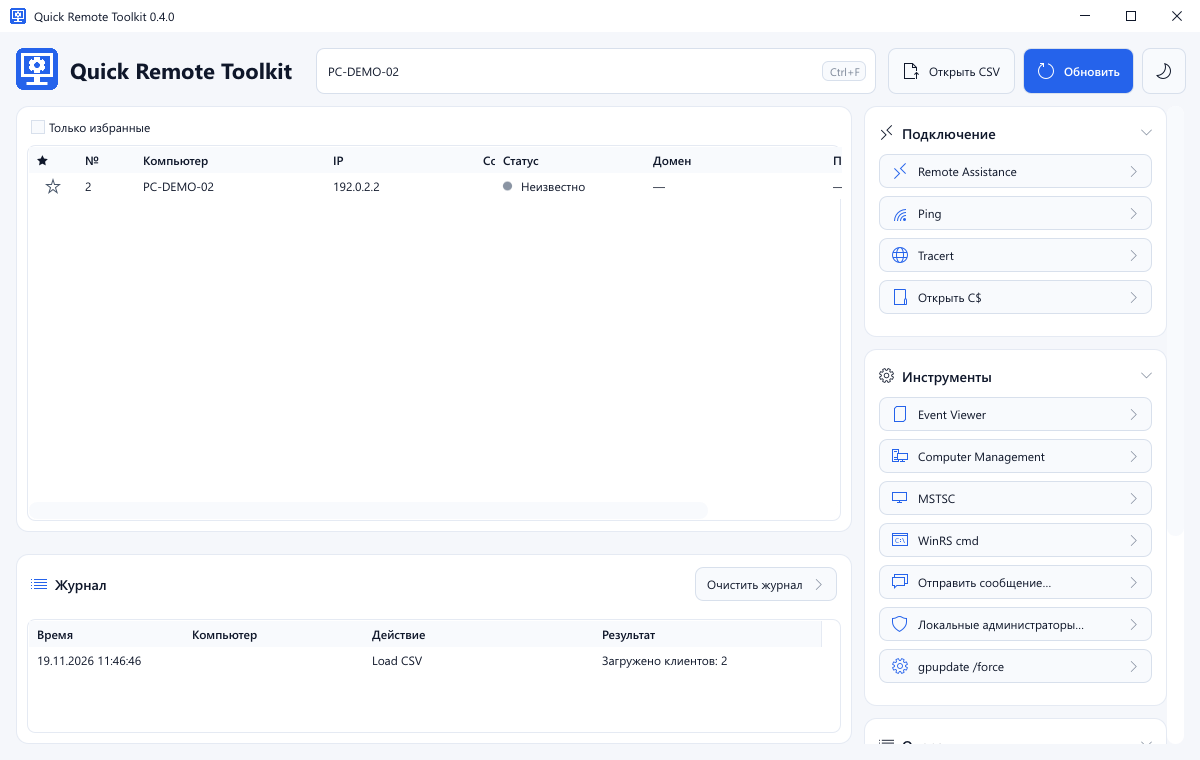 Quick Remote Toolkit 0.4.0
Quick Remote Toolkit
PC-DEMO-02
Ctrl+F
Открыть CSV
Обновить
Только избранные
№ Компьютер IP Сс Статус Домен П
2 PC-DEMO-02 192.0.2.2 Неизвестно — —
Журнал
Очистить журнал
Время Компьютер Действие Результат
19.11.2026 11:46:46 Load CSV Загружено клиентов: 2
Подключение
Remote Assistance
Ping
Tracert
Открыть C$
Инструменты
Event Viewer
Computer Management
MSTSC
WinRS cmd
Отправить сообщение...
Локальные администраторы...
gpupdate /force